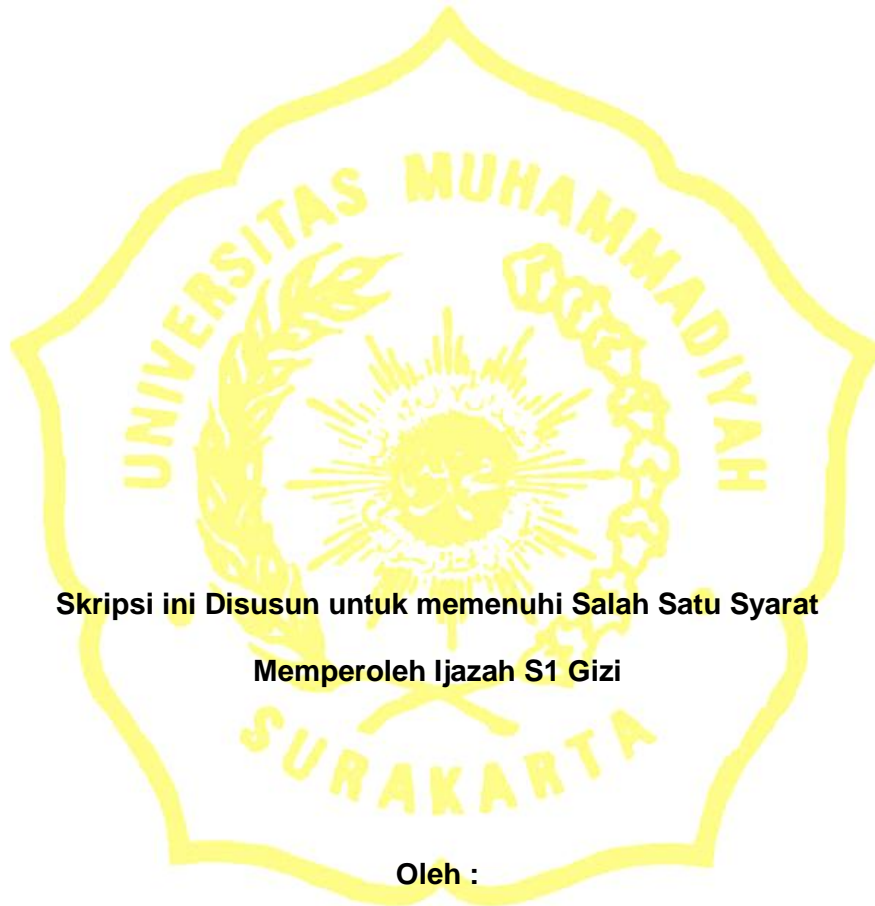 UNIVERSITAS MUHAMMADIYAH
Skripsi ini Disusun untuk memenuhi Salah Satu Syarat
Memperoleh Ijazah S1 Gizi
SURAKARTA
Oleh :